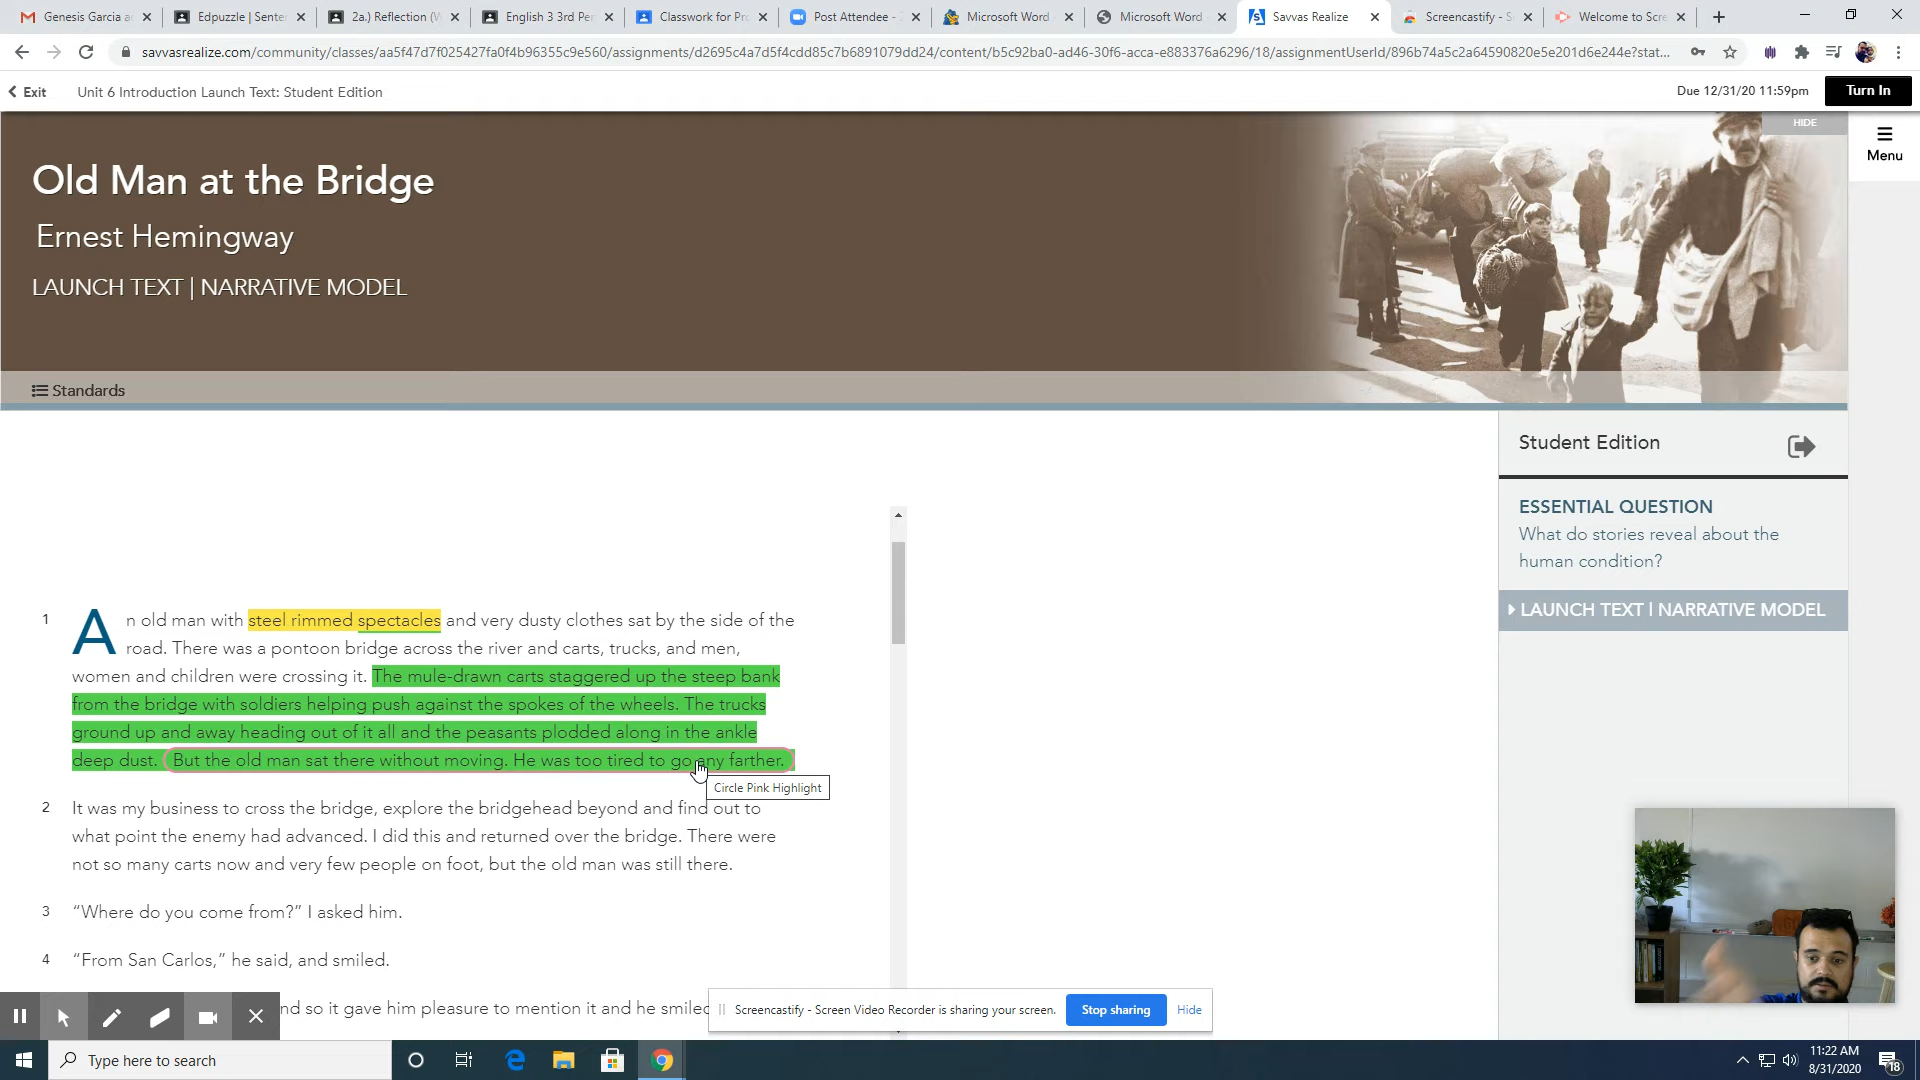 Genesis Garcia ac
Edpuzzle | Sente
2a.) Reflection (W
English 3 3rd Per
Classwork for Pr
Post Attendee - Z
Microsoft Word
Microsoft Word -
Savvas Realize
Screencastify - S
Welcome to Scre
savvasrealize.com/community/classes/aa5f47d7f025427fa0f4b96355c9e560/assignments/d2695c4a7d5f4cdd85c7b6891079dd24/content/b5c92ba0-ad46-30f6-acca-e883376a6296/18/assignmentUserId/896b74a5c2a64590820e5e201d6e244e?stat...
Exit
Unit 6 Introduction Launch Text: Student Edition
Due 12/31/20 11:59pm
Turn In
HIDE
Menu
Old Man at the Bridge
Ernest Hemingway
LAUNCH TEXT | NARRATIVE MODEL
Standards
Student Edition
ESSENTIAL QUESTION
What do stories reveal about the
human condition?
LAUNCH TEXT | NARRATIVE MODEL
1 An old man with steel rimmed spectacles and very dusty clothes sat by the side of the
road. There was a pontoon bridge across the river and carts, trucks, and men,
women and children were crossing it. The mule-drawn carts staggered up the steep bank
from the bridge with soldiers helping push against the spokes of the wheels. The trucks
ground up and away heading out of it all and the peasants plodded along in the ankle
deep dust. But the old man sat there without moving. He was too tired to go any farther.
Circle Pink Highlight
2 It was my business to cross the bridge, explore the bridgehead beyond and find out to
what point the enemy had advanced. I did this and returned over the bridge. There were
not so many carts now and very few people on foot, but the old man was still there.
3 “Where do you come from?” I asked him.
4 “From San Carlos,” he said, and smiled.
nd so it gave him pleasure to mention it and he smiled
Screencastify - Screen Video Recorder is sharing your screen.
Stop sharing
Hide
Type here to search
11:22 AM
8/31/2020
18